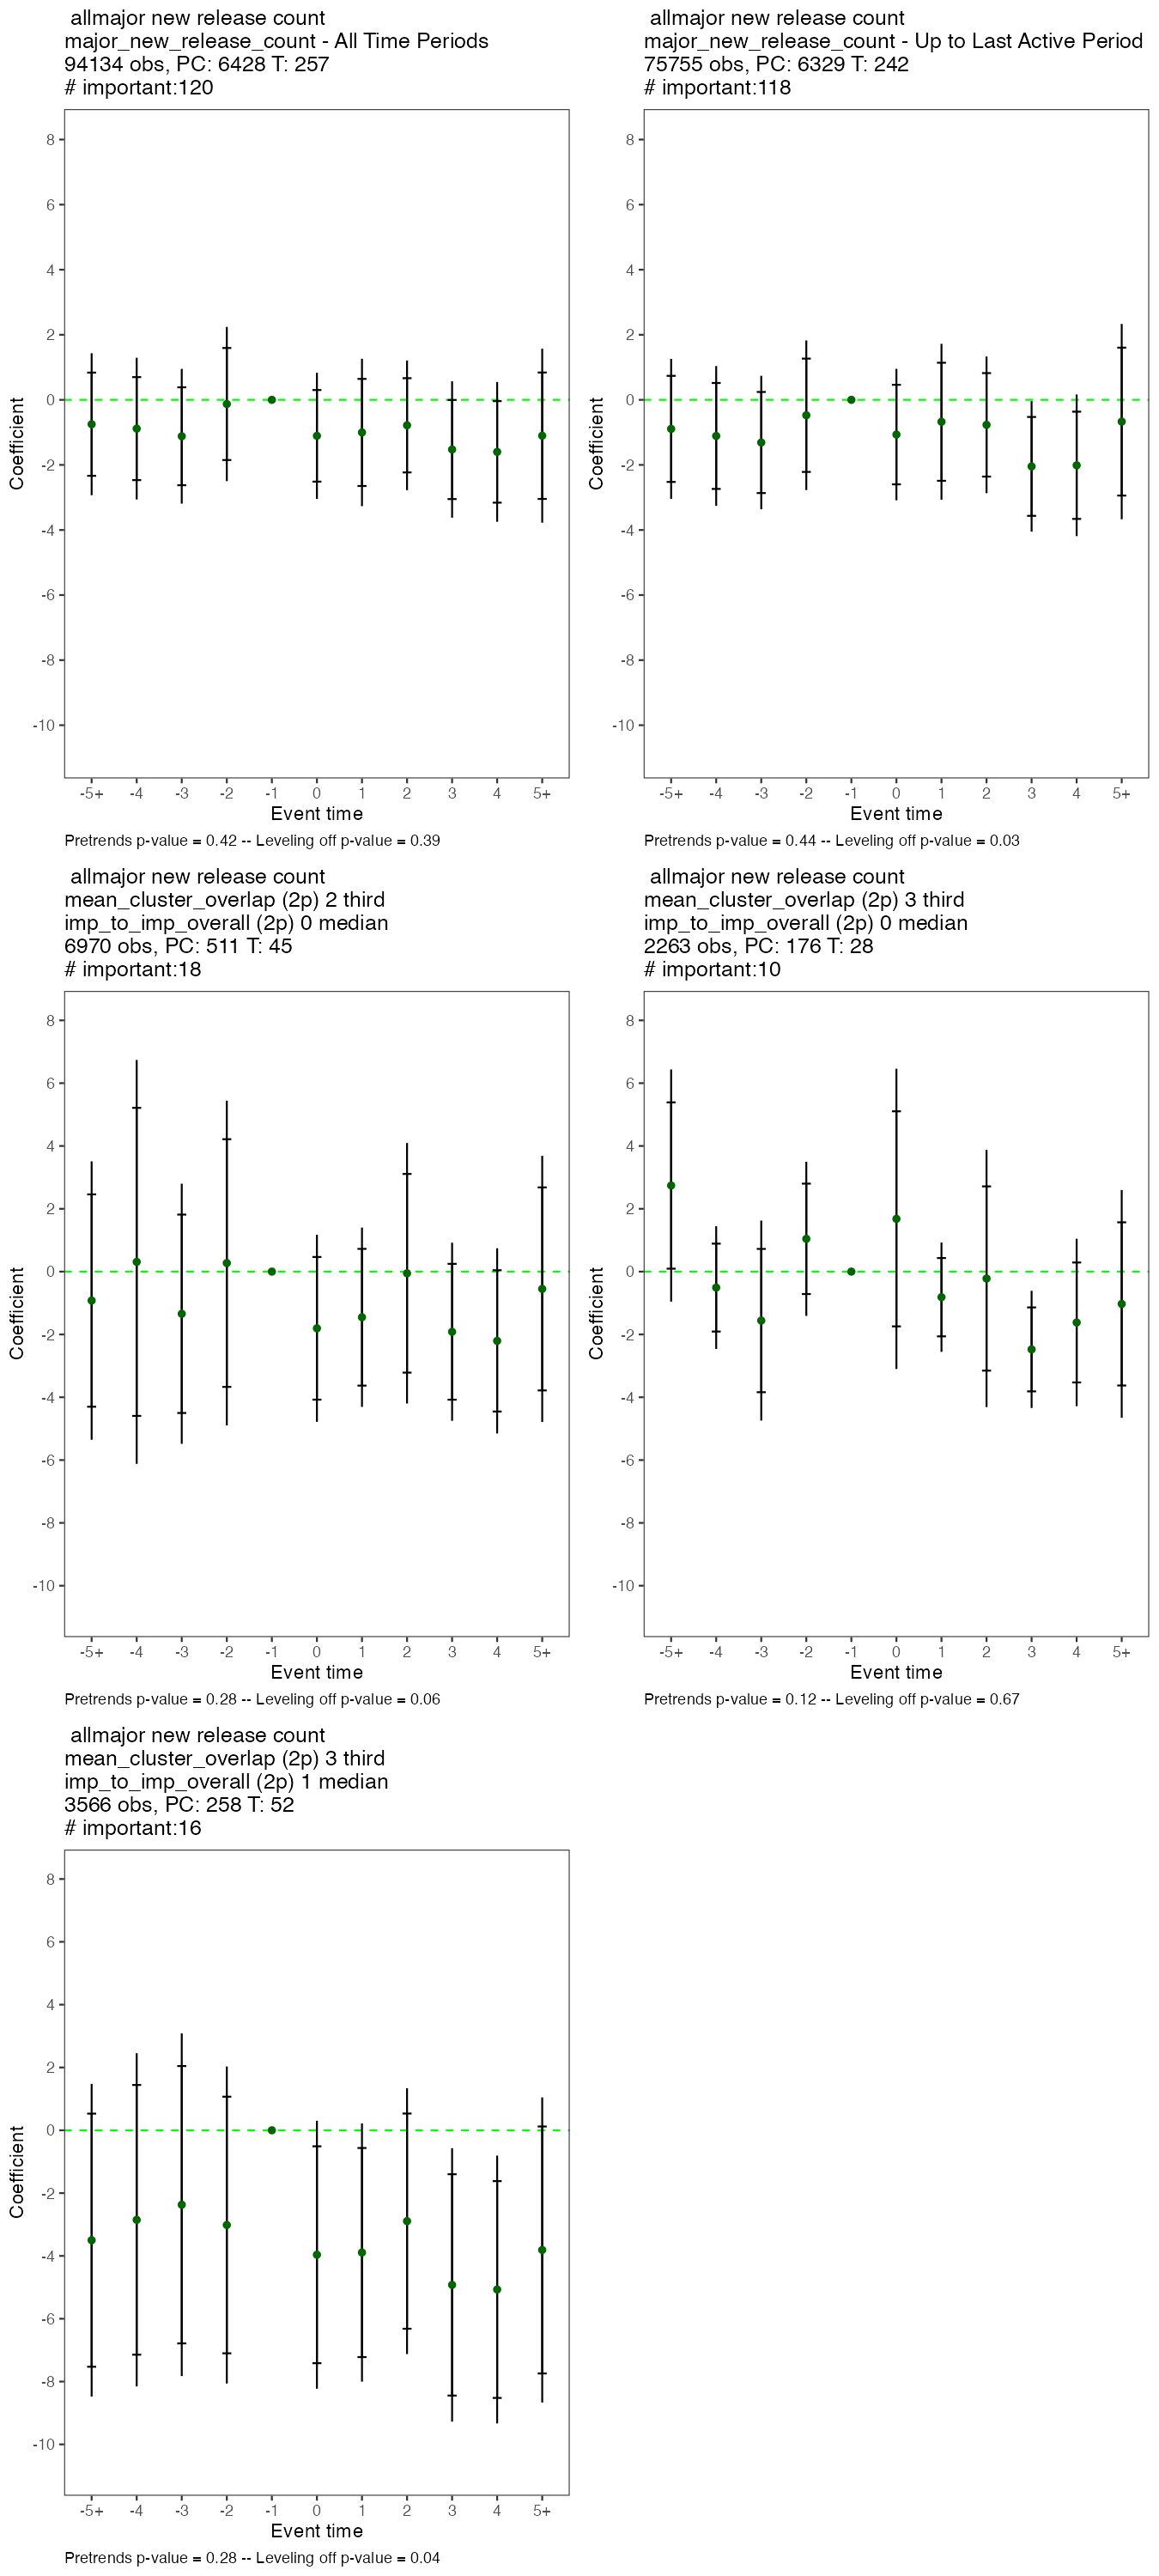 allmajor new release count
major_new_release_count - All Time Periods
94134 obs, PC: 6428 T: 257
# important:120
8
6
4
2
0
-2
-4
-6
-8
-10
Coefficient
-5+ -4 -3 -2 -1 0 1 2 3 4 5+
Event time
Pretrends p-value = 0.42 -- Leveling off p-value = 0.39
allmajor new release count
major_new_release_count - Up to Last Active Period
75755 obs, PC: 6329 T: 242
# important:118
8
6
4
2
0
-2
-4
-6
-8
-10
Coefficient
-5+ -4 -3 -2 -1 0 1 2 3 4 5+
Event time
Pretrends p-value = 0.44 -- Leveling off p-value = 0.03
allmajor new release count
mean_cluster_overlap (2p) 2 third
imp_to_imp_overall (2p) 0 median
6970 obs, PC: 511 T: 45
# important:18
8
6
4
2
0
-2
-4
-6
-8
-10
Coefficient
-5+ -4 -3 -2 -1 0 1 2 3 4 5+
Event time
Pretrends p-value = 0.28 -- Leveling off p-value = 0.06
allmajor new release count
mean_cluster_overlap (2p) 3 third
imp_to_imp_overall (2p) 0 median
2263 obs, PC: 176 T: 28
# important:10
8
6
4
2
0
-2
-4
-6
-8
-10
Coefficient
-5+ -4 -3 -2 -1 0 1 2 3 4 5+
Event time
Pretrends p-value = 0.12 -- Leveling off p-value = 0.67
allmajor new release count
mean_cluster_overlap (2p) 3 third
imp_to_imp_overall (2p) 1 median
3566 obs, PC: 258 T: 52
# important:16
8
6
4
2
0
-2
-4
-6
-8
-10
Coefficient
-5+ -4 -3 -2 -1 0 1 2 3 4 5+
Event time
Pretrends p-value = 0.28 -- Leveling off p-value = 0.04